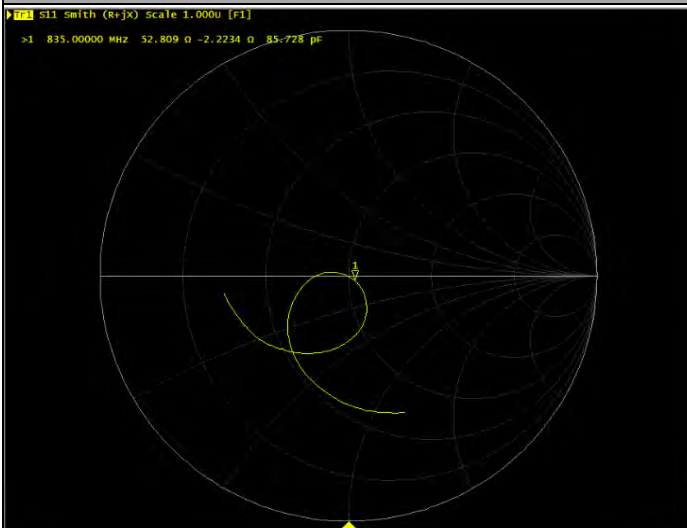 Tr1 S11 Smith (R+jX) Scale 1.000U [F1]
>1 835.00000 MHz 52.809 Ω -2.2234 Ω 85.728 pF
1